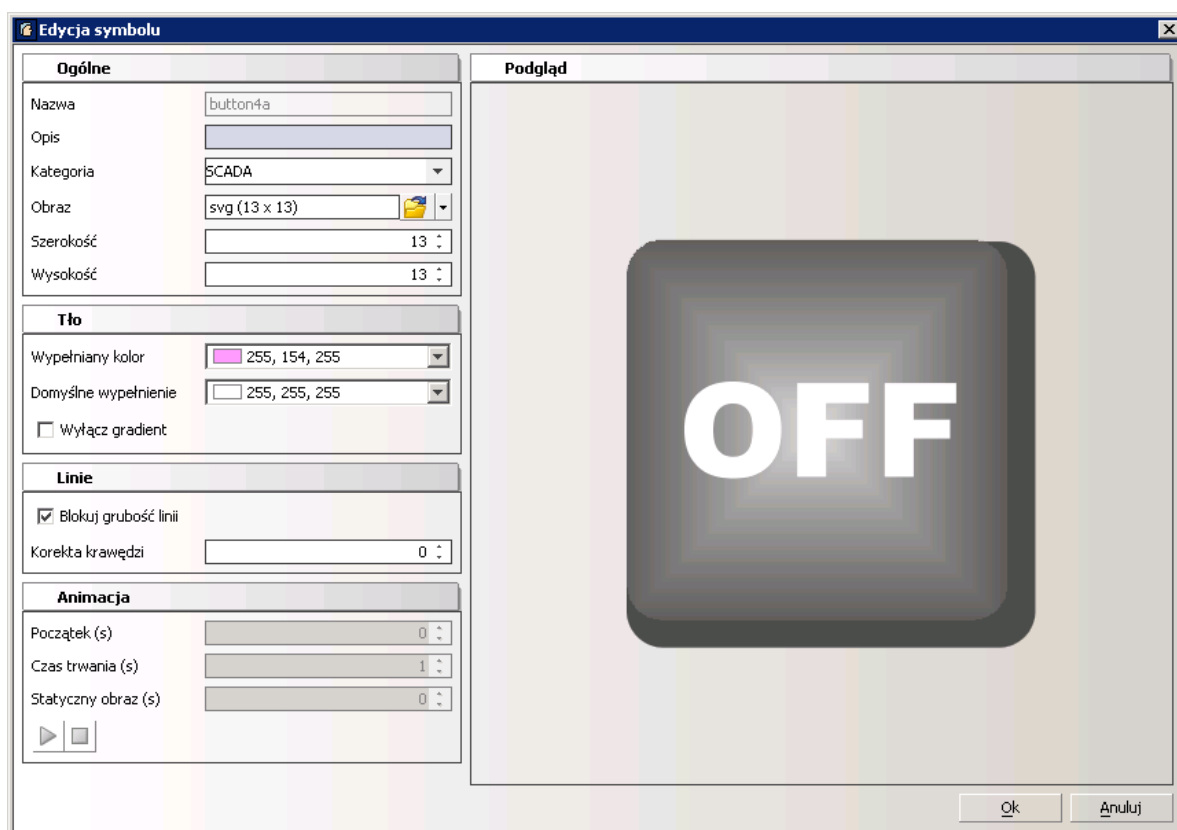 Edycja symbolu
Ogólne
Nazwa button4a
Opis
Kategoria SCADA
Obraz svg (13 x 13)
Szerokość 13
Wysokość 13
Tło
Wypełniany kolor 255, 154, 255
Domyślne wypełnienie 255, 255, 255
Wyłącz gradient
Linie
Blokuj grubość linii
Korekta krawędzi 0
Animacja
Początek (s) 0
Czas trwania (s) 1
Statyczny obraz (s) 0
Podgląd
OFF
Ok Anuluj